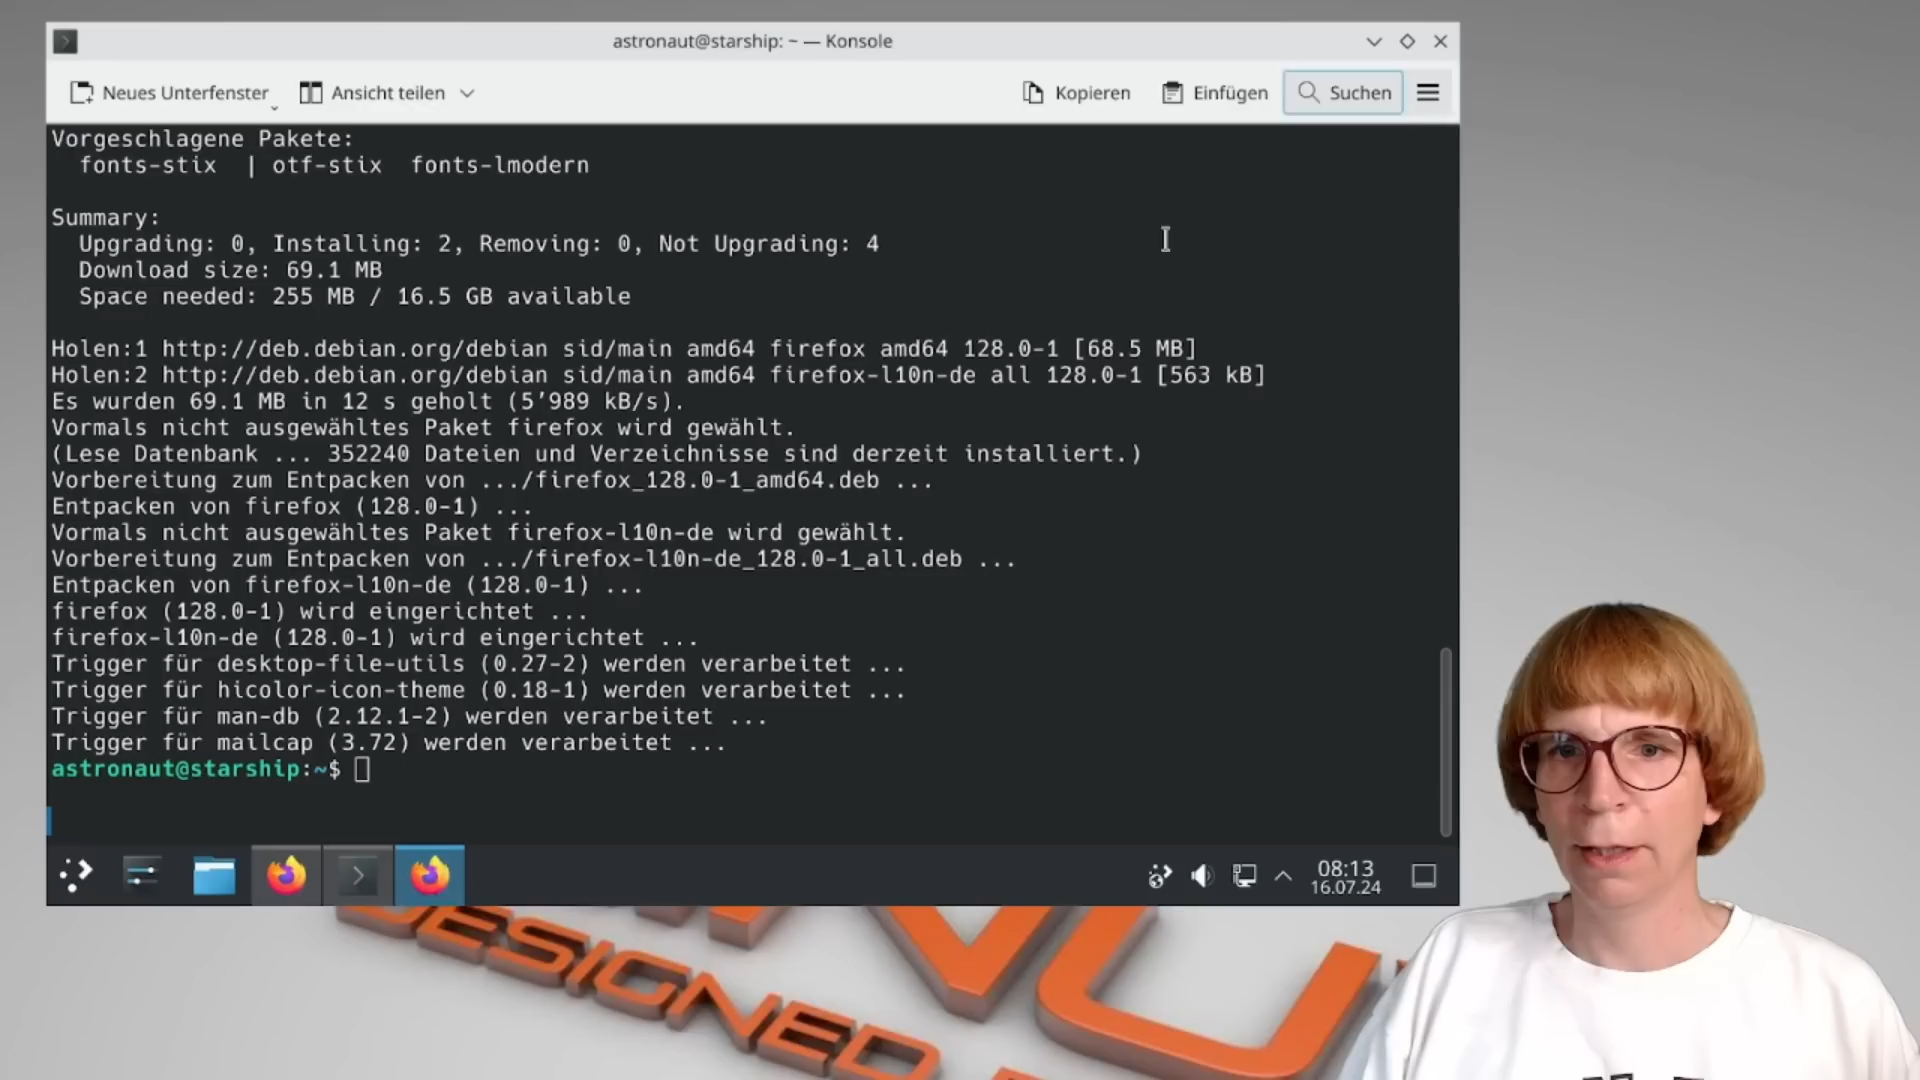 astronaut@starship: ~ — Konsole
Neues Unterfenster Ansicht teilen Kopieren Einfügen Suchen
Vorgeschlagene Pakete:
fonts-stix | otf-stix fonts-lmodern
Summary:
Upgrading: 0, Installing: 2, Removing: 0, Not Upgrading: 4
Download size: 69.1 MB
Space needed: 255 MB / 16.5 GB available
Holen:1 http://deb.debian.org/debian sid/main amd64 firefox amd64 128.0-1 [68.5 MB]
Holen:2 http://deb.debian.org/debian sid/main amd64 firefox-l10n-de all 128.0-1 [563 kB]
Es wurden 69.1 MB in 12 s geholt (5’989 kB/s).
Vormals nicht ausgewähltes Paket firefox wird gewählt.
(Lese Datenbank ... 352240 Dateien und Verzeichnisse sind derzeit installiert.)
Vorbereitung zum Entpacken von .../firefox_128.0-1_amd64.deb ...
Entpacken von firefox (128.0-1) ...
Vormals nicht ausgewähltes Paket firefox-l10n-de wird gewählt.
Vorbereitung zum Entpacken von .../firefox-l10n-de_128.0-1_all.deb ...
Entpacken von firefox-l10n-de (128.0-1) ...
firefox (128.0-1) wird eingerichtet ...
firefox-l10n-de (128.0-1) wird eingerichtet ...
Trigger für desktop-file-utils (0.27-2) werden verarbeitet ...
Trigger für hicolor-icon-theme (0.18-1) werden verarbeitet ...
Trigger für man-db (2.12.1-2) werden verarbeitet ...
Trigger für mailcap (3.72) werden verarbeitet ...
astronaut@starship:~$
08:13
16.07.24
DESIGNED